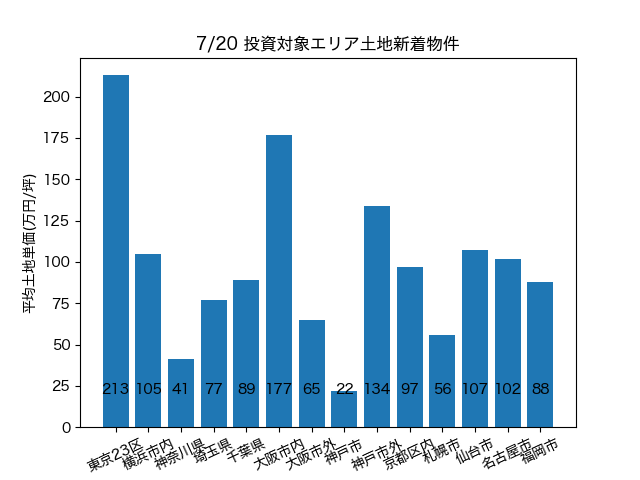 7/20 投資対象エリア土地新着物件
平均土地単価(万円/坪)
200
175
150
125
100
75
50
25
0
213 105 41 77 89 177 65 22 134 97 56 107 102 88
東京23区 横浜市内 神奈川県 埼玉県 千葉県 大阪市内 大阪市外 神戸市 神戸市外 京都区内 札幌市 仙台市 名古屋市 福岡市